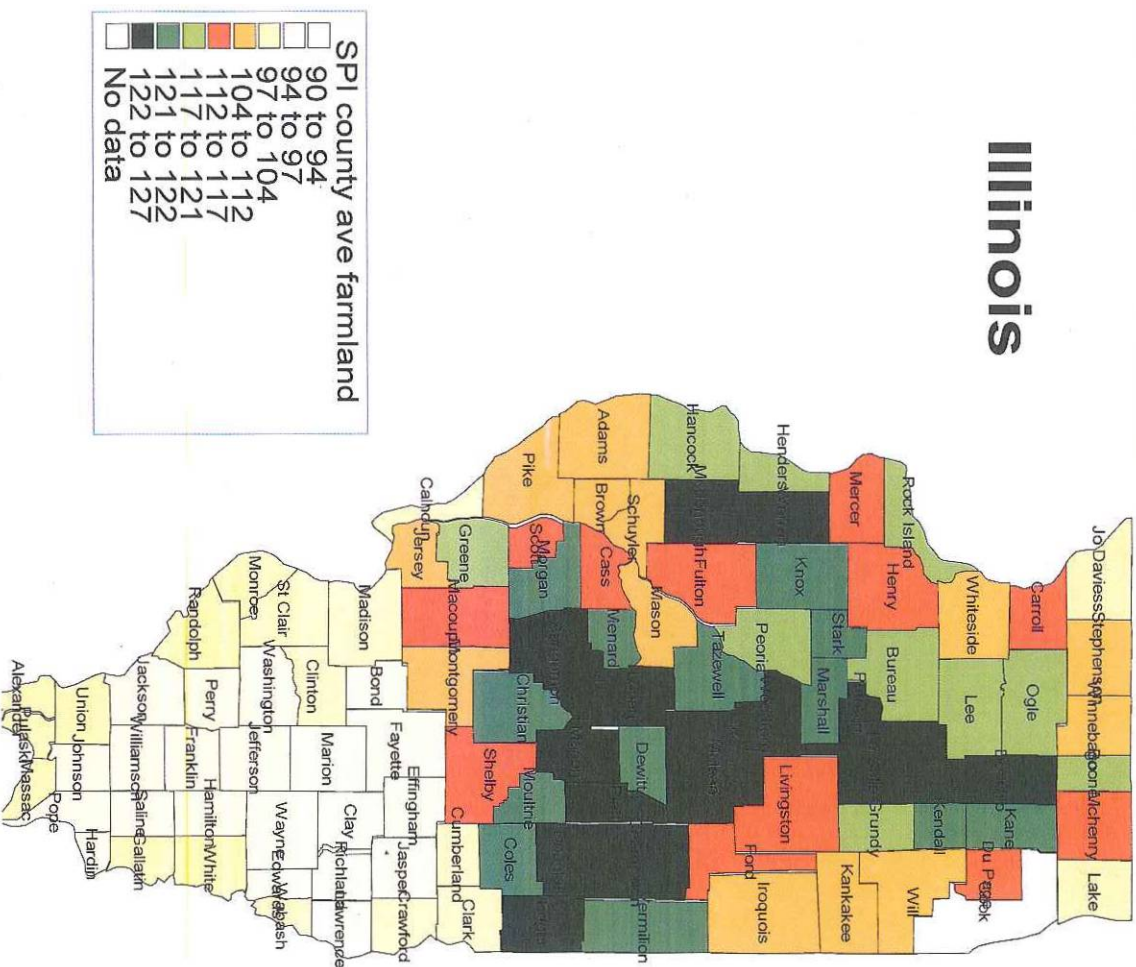 Illinois
SPI county ave farmland
90 to 94
94 to 97
97 to 104
104 to 112
112 to 117
117 to 121
121 to 122
122 to 127
No data
Jo Daviess
Stephenson
Winnebago
Boone
Mchenry
Lake
Carroll
Ogle
Kane
Du Page
Cook
Whiteside
Lee
Kendall
Will
Rock Island
Henry
Bureau
Grundy
Mercer
Stark
Marshall
Livingston
Kankakee
Knox
Peoria
Ford
Iroquois
Hancock
Fulton
Tazewell
Dewitt
Vermilion
Adams
Schuyler
Brown
Mason
Menard
Cass
Pike
Scott
Morgan
Christian
Moultrie
Coles
Calhoun
Greene
Jersey
Macoupin
Montgomery
Shelby
Cumberland
Clark
Madison
Bond
Fayette
Effingham
Jasper
Crawford
Monroe
St Clair
Clinton
Marion
Clay
Richland
Lawrence
Randolph
Washington
Jefferson
Wayne
Edwards
Wabash
Perry
Franklin
Hamilton
White
Jackson
Williamson
Saline
Gallatin
Union
Johnson
Pope
Hardin
Alexander
Pulaski
Massac